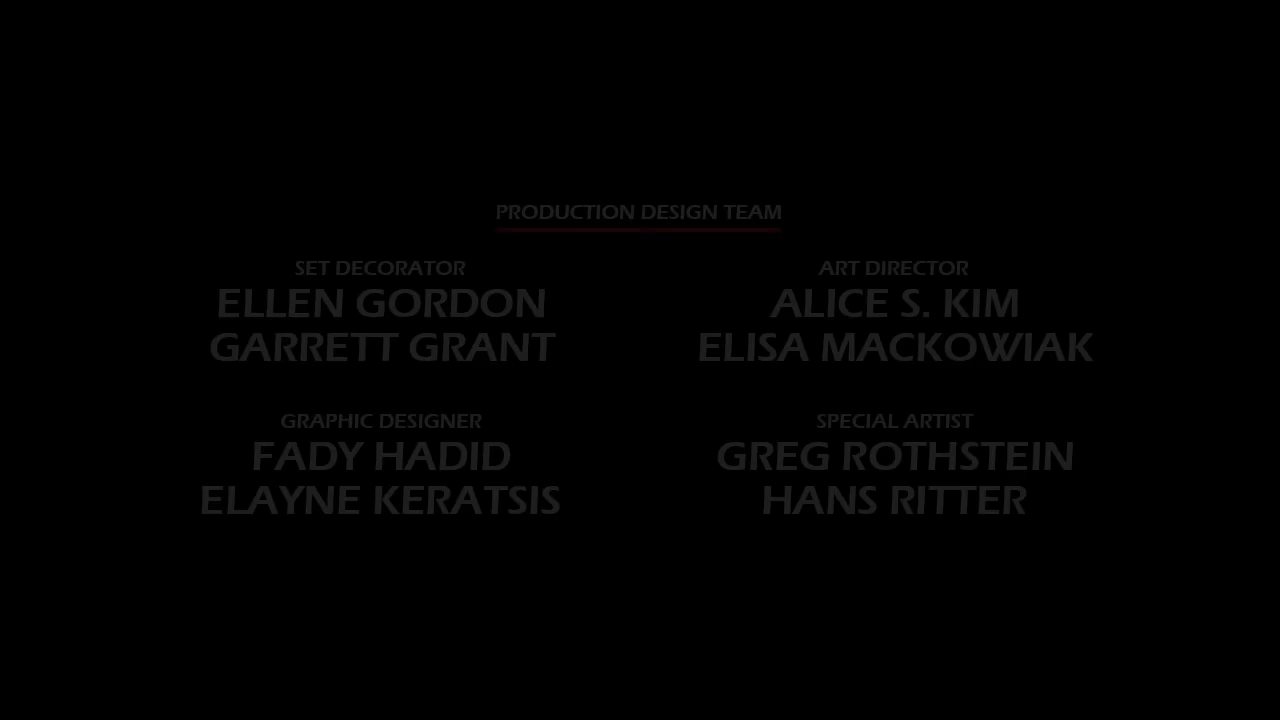 PRODUCTION DESIGN TEAM
SET DECORATOR
ELLEN GORDON
GARRETT GRANT
ART DIRECTOR
ALICE S. KIM
ELISA MACKOWIAK
GRAPHIC DESIGNER
FADY HADID
ELAYNE KERATSIS
SPECIAL ARTIST
GREG ROTHSTEIN
HANS RITTER